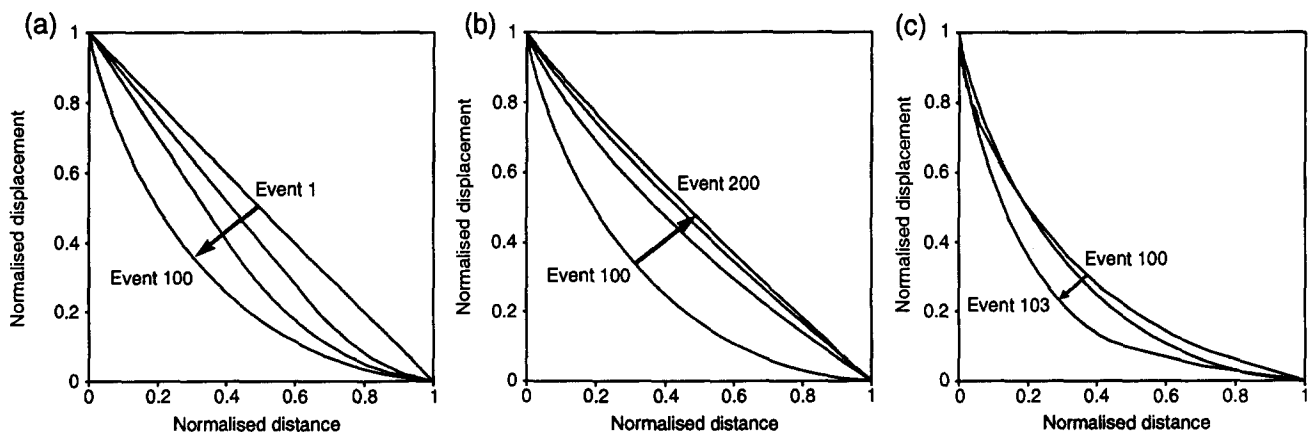 (a)
1
0.8
0.6
0.4
0.2
0
0 0.2 0.4 0.6 0.8 1
Normalised displacement
Normalised distance
Event 1
Event 100
(b)
1
0.8
0.6
0.4
0.2
0
0 0.2 0.4 0.6 0.8 1
Normalised displacement
Normalised distance
Event 200
Event 100
(c)
1
0.8
0.6
0.4
0.2
0
0 0.2 0.4 0.6 0.8 1
Normalised displacement
Normalised distance
Event 100
Event 103